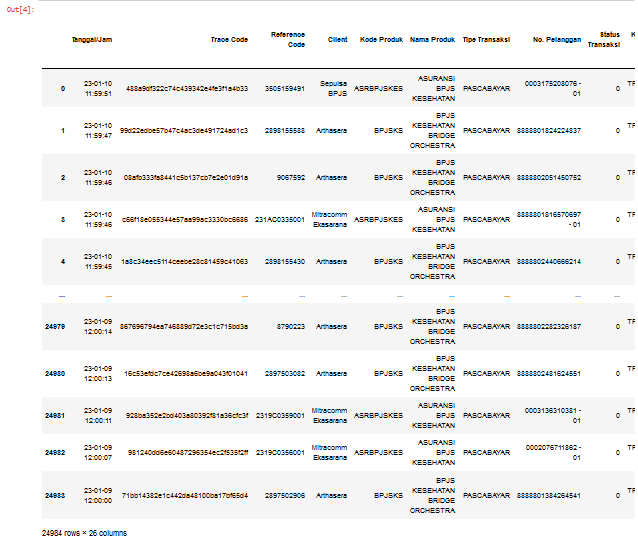 Out[4]:
Tanggal/Jam Trace Code Reference Code Client Kode Produk Nama Produk Tipe Transaksi No. Pelanggan Status Transaksi K
0 23-01-10 11:59:51 488a9df322c74c439342e4fe3f1a4b33 3505159491 Sepulsa BPJS ASRBPJSKES ASURANSI BPJS KESEHATAN PASCABAYAR 0003175208076 - 01 0 TF
1 23-01-10 11:59:47 99d22edbe57b47c4ac3de491724ad1c3 2898155588 Arthasera BPJSKS BPJS KESEHATAN BRIDGE ORCHESTRA PASCABAYAR 8888801824224837 0 TF
2 23-01-10 11:59:46 08afb333fa8441c5b137cb7e2e01d91a 9067592 Arthasera BPJSKS BPJS KESEHATAN BRIDGE ORCHESTRA PASCABAYAR 8888802051450752 0 TF
3 23-01-10 11:59:46 c66f18e055344e57aa99ac3330bc6686 231AC0335001 Mitracomm Ekasarana ASRBPJSKES ASURANSI BPJS KESEHATAN PASCABAYAR 8888801816570697 - 01 0 TF
4 23-01-10 11:59:45 1a8c34eec5114ceebe28c81459c41063 2898155430 Arthasera BPJSKS BPJS KESEHATAN BRIDGE ORCHESTRA PASCABAYAR 8888802440666214 0 TF
... ... ... ... ... ... ... ... ... ...
24979 23-01-09 12:00:14 867696794ea746889d72e3c1c715bd3a 8790223 Arthasera BPJSKS BPJS KESEHATAN BRIDGE ORCHESTRA PASCABAYAR 8888802282326187 0 TF
24980 23-01-09 12:00:13 16c53efdc7ce42698a6be9a043f01041 2897503082 Arthasera BPJSKS BPJS KESEHATAN BRIDGE ORCHESTRA PASCABAYAR 8888802481624551 0 TF
24981 23-01-09 12:00:11 928ba352e2bd403a80392f81a36cfc3f 2319C0359001 Mitracomm Ekasarana ASRBPJSKES ASURANSI BPJS KESEHATAN PASCABAYAR 0003136310381 - 01 0 TF
24982 23-01-09 12:00:07 981240dd6e60487296354ec2f535f2ff 2319C0356001 Mitracomm Ekasarana ASRBPJSKES ASURANSI BPJS KESEHATAN PASCABAYAR 0002076711862 - 01 0 TF
24983 23-01-09 12:00:00 71bb14382e1c442da48100ba17bf65d4 2897502906 Arthasera BPJSKS BPJS KESEHATAN BRIDGE ORCHESTRA PASCABAYAR 8888801384264541 0 TF
24984 rows × 26 columns